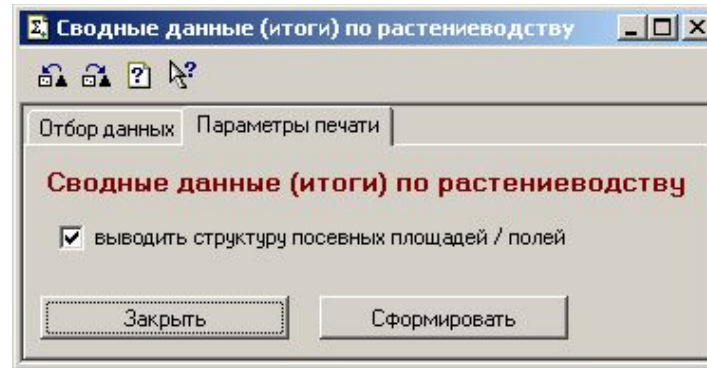 Сводные данные (итоги) по растениеводству
Отбор данных Параметры печати
Сводные данные (итоги) по растениеводству
выводить структуру посевных площадей / полей
Закрыть Сформировать